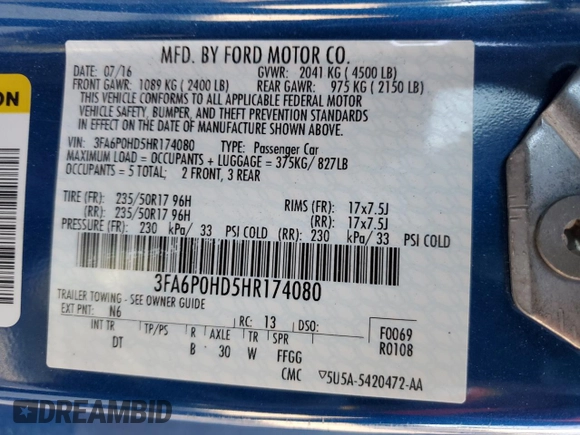 MFD. BY FORD MOTOR CO.
DATE: 07/16 GVWR: 2041 KG (4500 LB)
FRONT GAWR: 1089 KG (2400 LB) REAR GAWR: 975 KG (2150 LB)
THIS VEHICLE CONFORMS TO ALL APPLICABLE FEDERAL MOTOR
VEHICLE SAFETY, BUMPER, AND THEFT PREVENTION STANDARDS
IN EFFECT ON THE DATE OF MANUFACTURE SHOWN ABOVE.
VIN: 3FA6P0HD5HR174080 TYPE: Passenger Car
MAXIMUM LOAD = OCCUPANTS + LUGGAGE = 375KG/ 827LB
OCCUPANTS = 5 TOTAL; 2 FRONT, 3 REAR
TIRE (FR): 235/50R17 96H RIMS (FR): 17x7.5J
(RR): 235/50R17 96H (RR): 17x7.5J
PRESSURE (FR): 230 kPa/ 33 PSI COLD (RR): 230 kPa/ 33 PSI COLD
3FA6P0HD5HR174080
TRAILER TOWING - SEE OWNER GUIDE
EXT PNT: N6 RC: 13 DSO: F0069
R0108
INT TR TP/PS R AXLE TR SPR
DT B 30 W FFGG
CMC ▽5U5A-5420472-AA
ON
DREAMBID